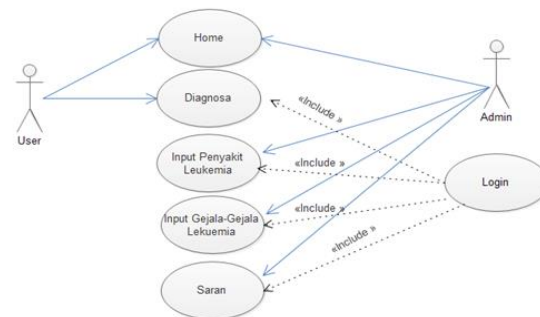 Home
Diagnosa
User
Admin
«Include »
Input Penyakit
Leukemia
«Include »
Login
Input Gejala-Gejala
Lekuemia
«Include »
«Include »
Saran